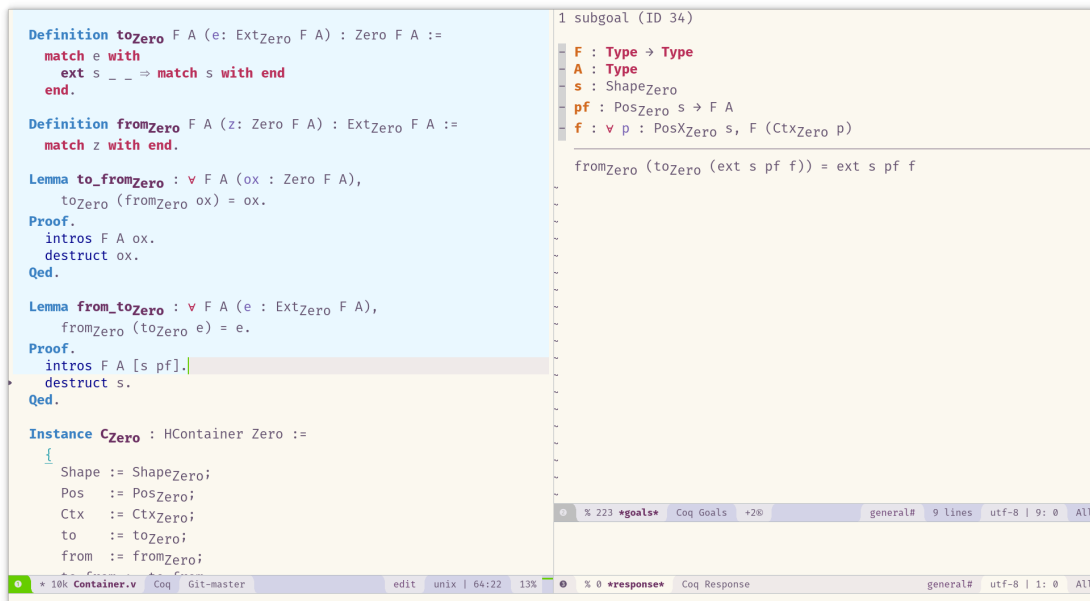 Definition toZero F A (e: ExtZero F A) : Zero F A :=
match e with
ext s _ _ ⇒ match s with end
end.
Definition fromZero F A (z: Zero F A) : ExtZero F A :=
match z with end.
Lemma to_fromZero : ∀ F A (ox : Zero F A),
toZero (fromZero ox) = ox.
Proof.
intros F A ox.
destruct ox.
Qed.
Lemma from_toZero : ∀ F A (e : ExtZero F A),
fromZero (toZero e) = e.
Proof.
intros F A [s pf].
destruct s.
Qed.
Instance CZero : HContainer Zero :=
{
Shape := ShapeZero;
Pos := PosZero;
Ctx := CtxZero;
to := toZero;
from := fromZero;
* 10k Container.v Coq Git-master edit unix | 64:22 13%
1 subgoal (ID 34)
- F : Type → Type
- A : Type
- s : ShapeZero
- pf : PosZero s → F A
- f : ∀ p : PosXZero s, F (CtxZero p)
fromZero (toZero (ext s pf f)) = ext s pf f
% 223 *goals* Coq Goals +2® general# 9 lines utf-8 | 9: 0 All
% 0 *response* Coq Response general# utf-8 | 1: 0 All